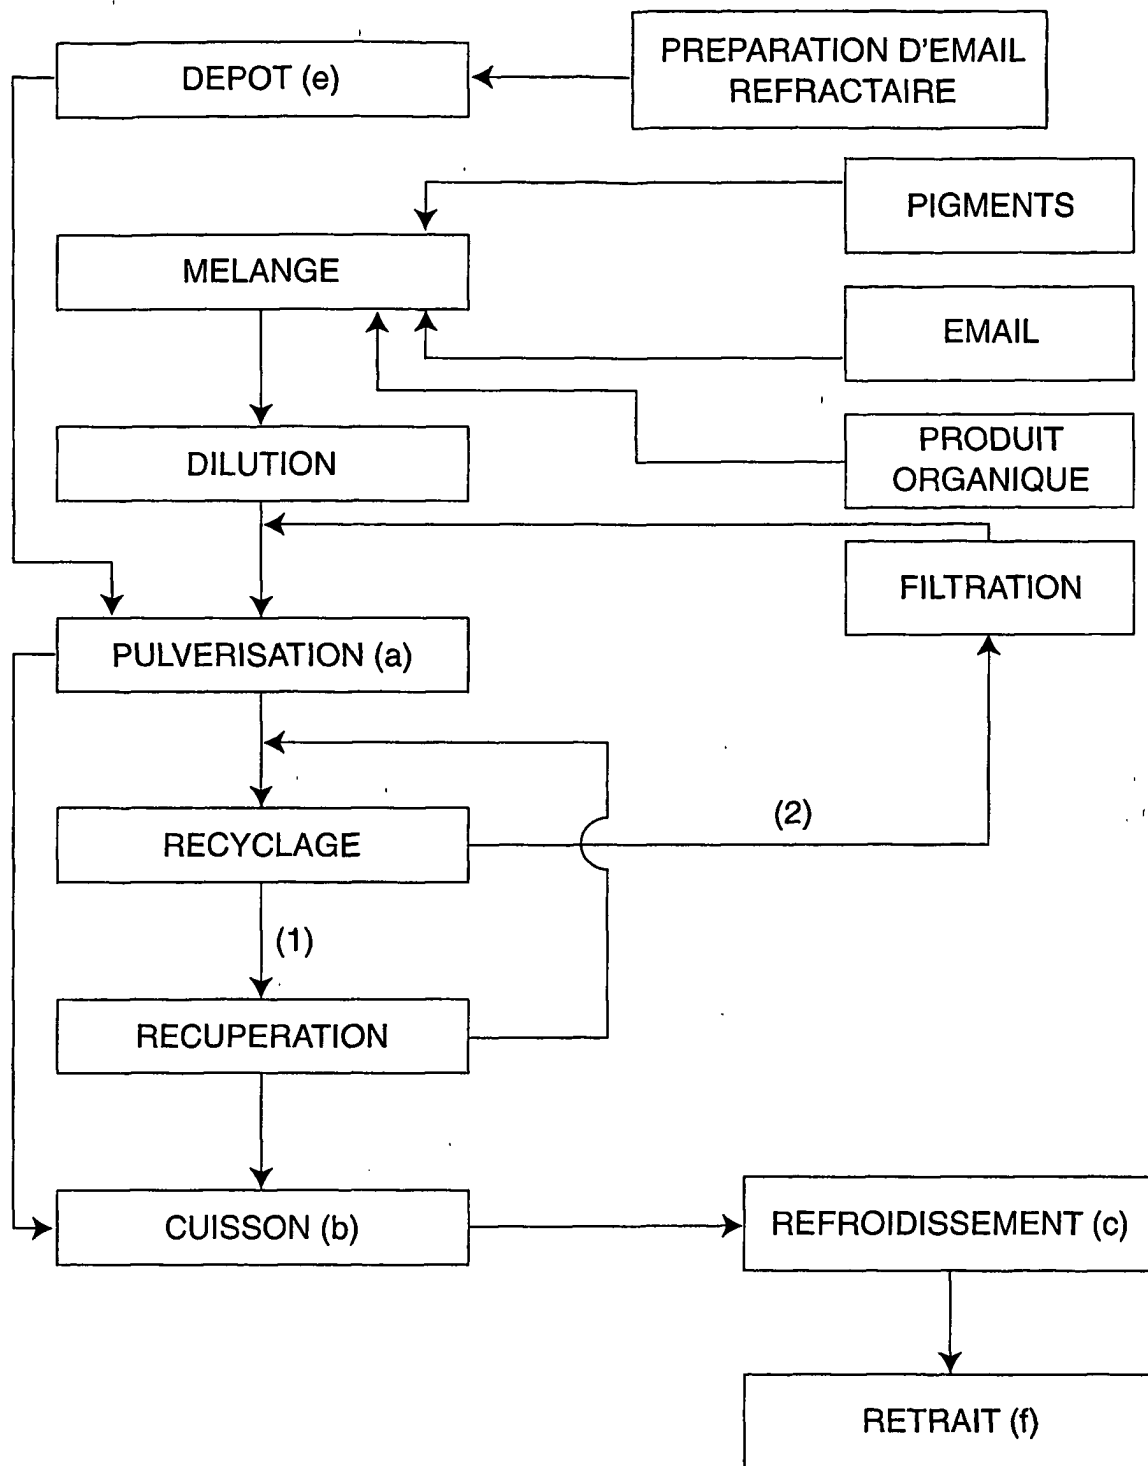 DEPOT (e)
PREPARATION D'EMAIL
REFRACTAIRE
PIGMENTS
MELANGE
EMAIL
DILUTION
PRODUIT
ORGANIQUE
FILTRATION
PULVERISATION (a)
RECYCLAGE
(2)
(1)
RECUPERATION
CUISSON (b)
REFROIDISSEMENT (c)
RETRAIT (f)